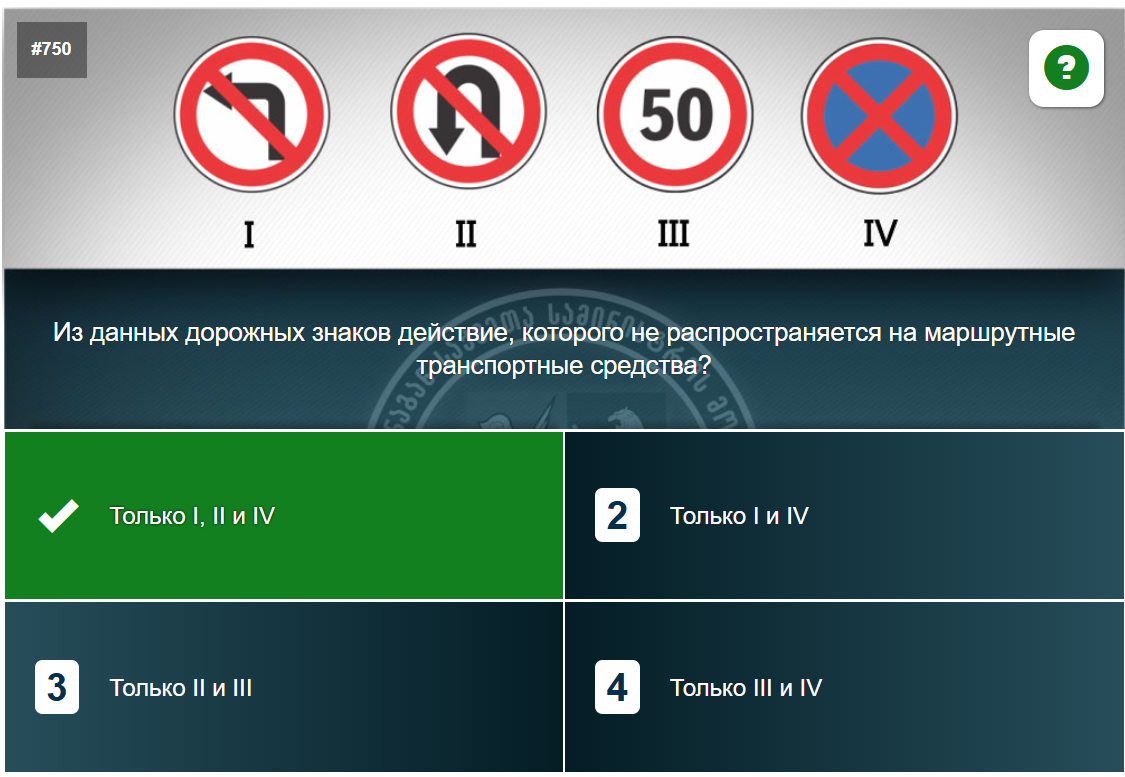 #750
?
50
I II III IV
Из данных дорожных знаков действие, которого не распространяется на маршрутные
транспортные средства?
Только I, II и IV
2 Только I и IV
3 Только II и III
4 Только III и IV